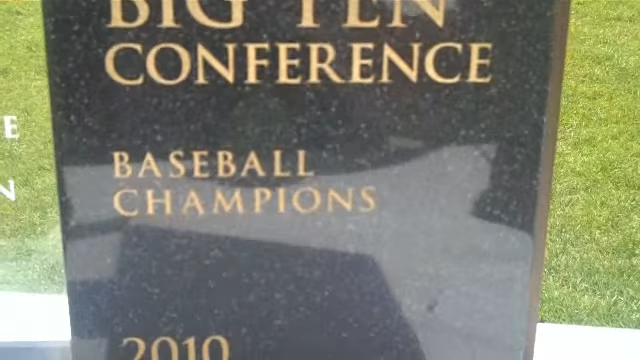 BIG TEN
CONFERENCE
BASEBALL
CHAMPIONS
2010
E
N